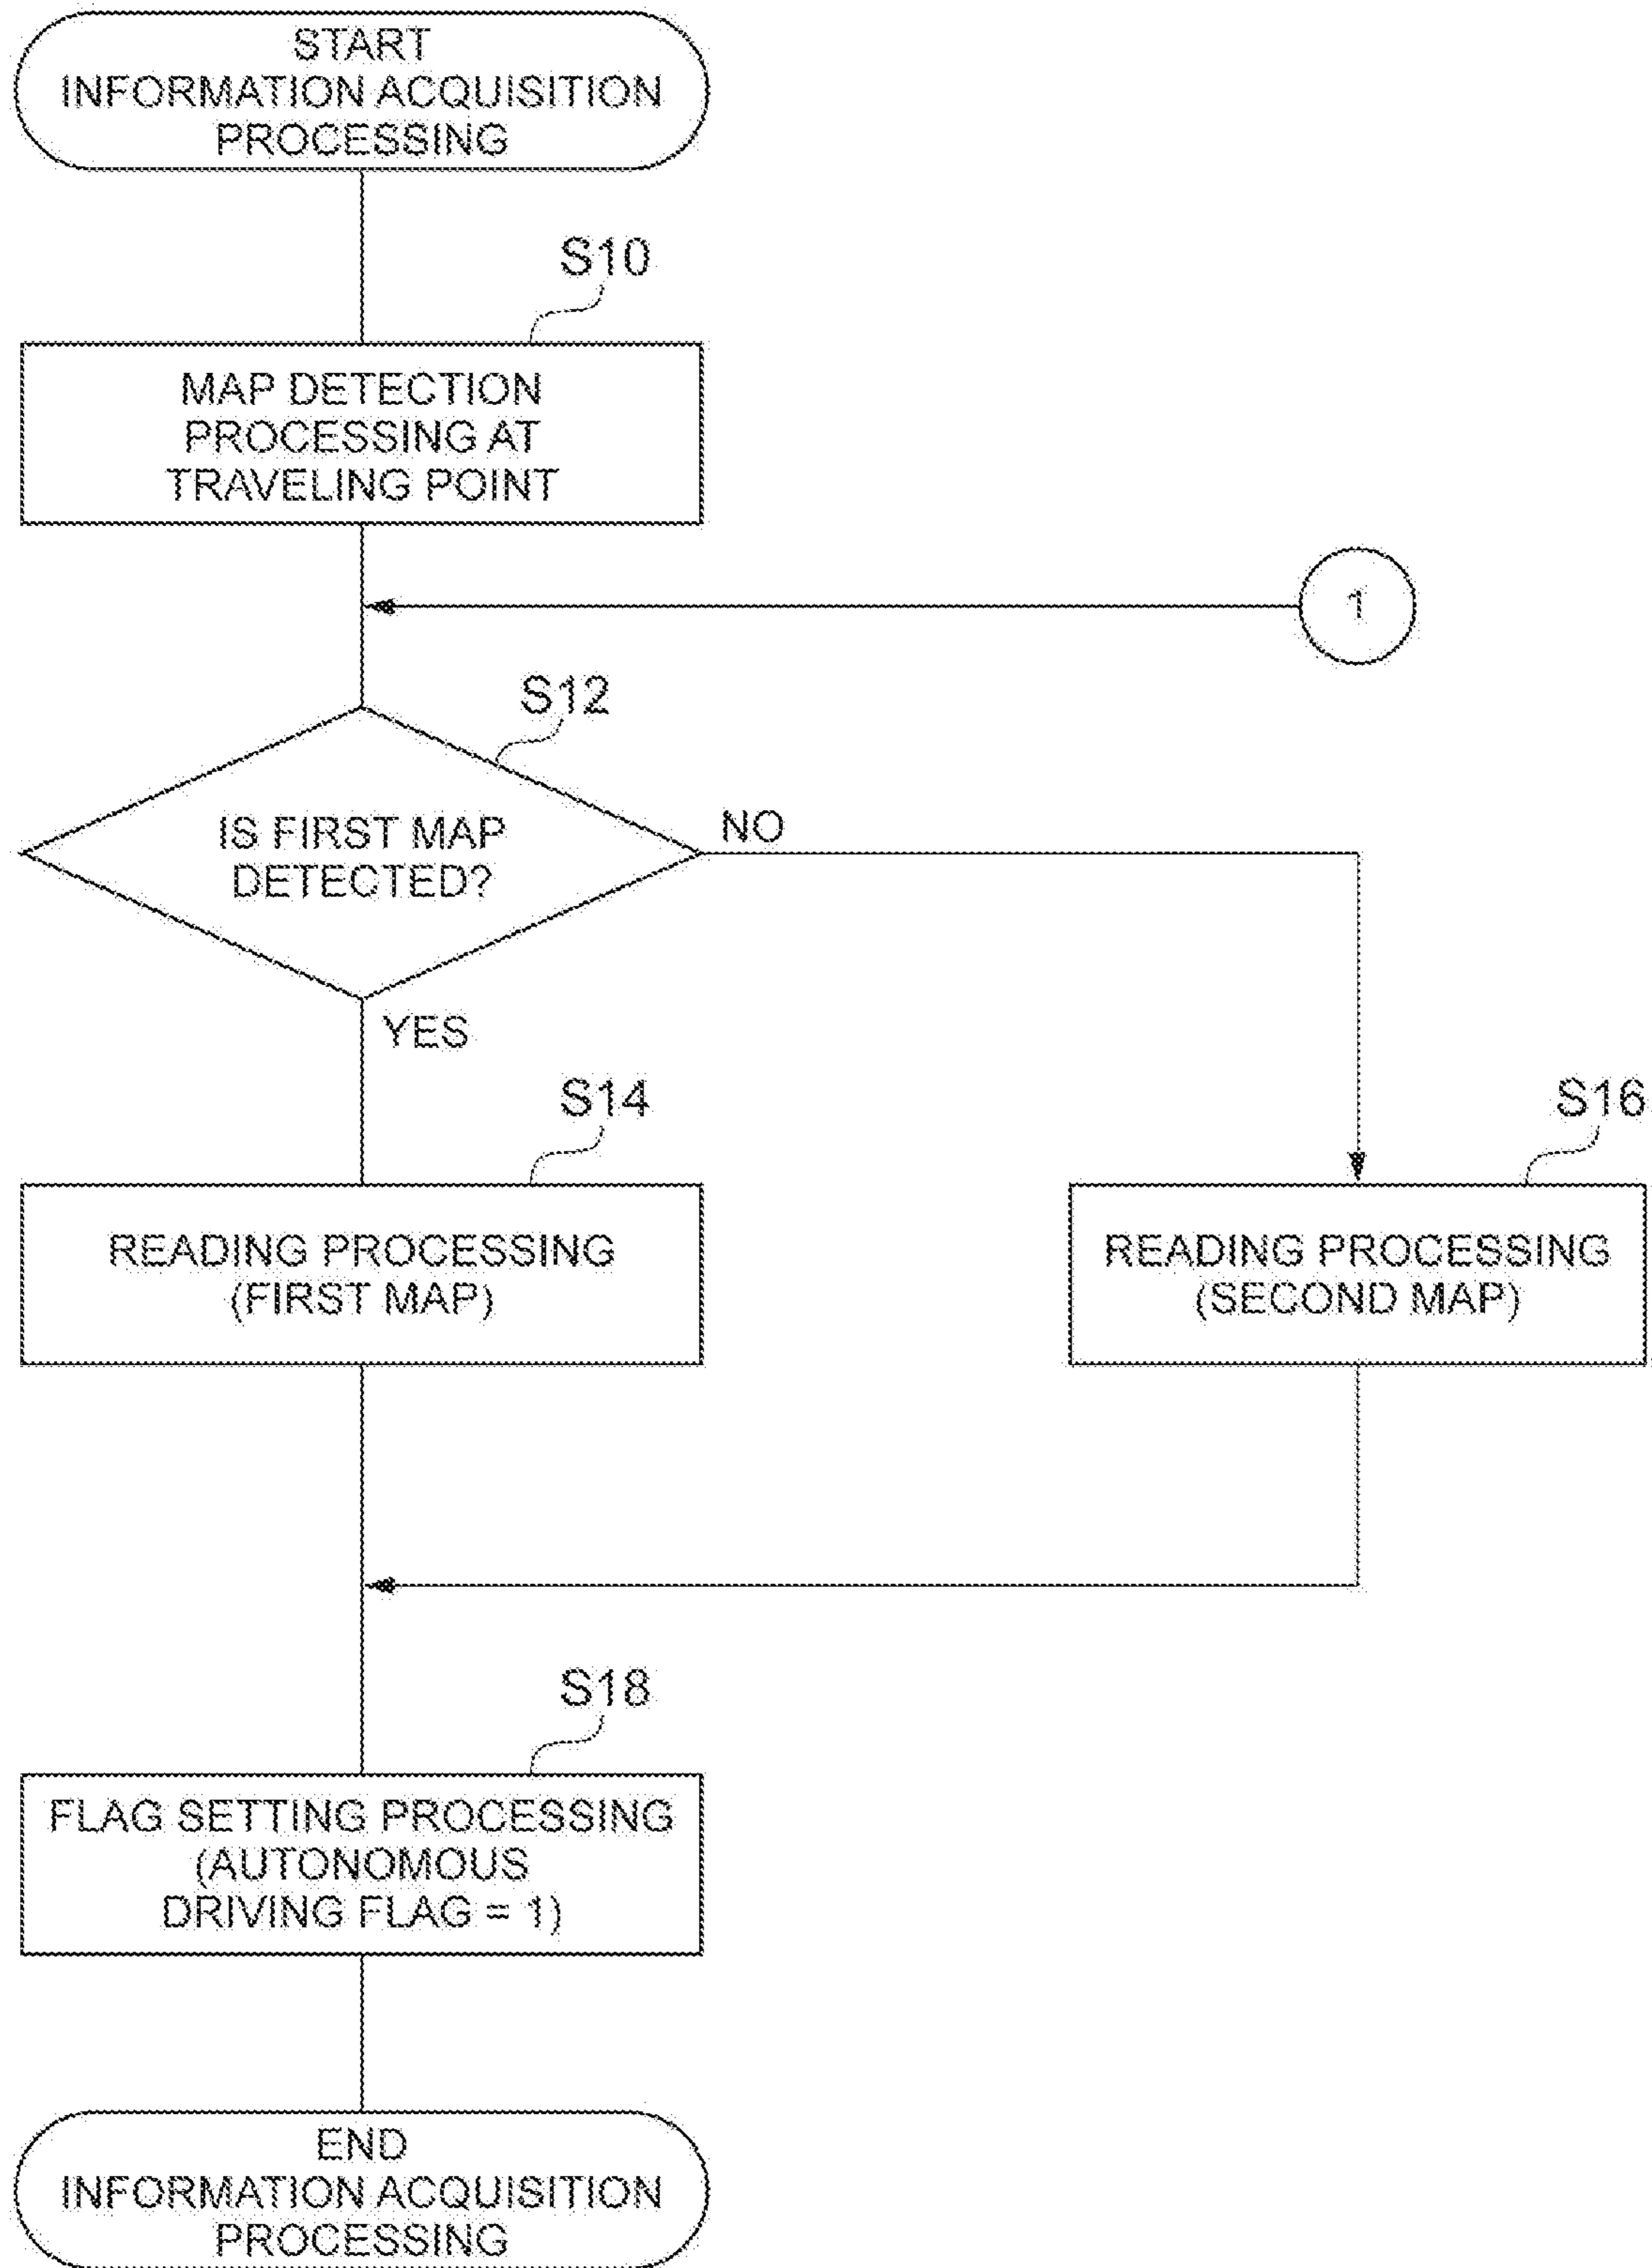 START
INFORMATION ACQUISITION
PROCESSING
S10
MAP DETECTION
PROCESSING AT
TRAVELING POINT
1
S12
IS FIRST MAP
DETECTED?
NO
YES
S14
S16
READING PROCESSING
(FIRST MAP)
READING PROCESSING
(SECOND MAP)
S18
FLAG SETTING PROCESSING
(AUTONOMOUS
DRIVING FLAG = 1)
END
INFORMATION ACQUISITION
PROCESSING